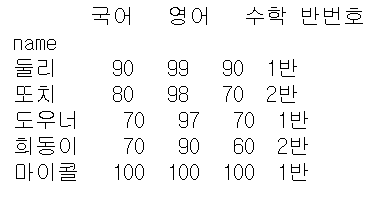 국어 영어 수학 반번호
name
둘리 90 99 90 1반
또치 80 98 70 2반
도우너 70 97 70 1반
희동이 70 90 60 2반
마이콜 100 100 100 1반